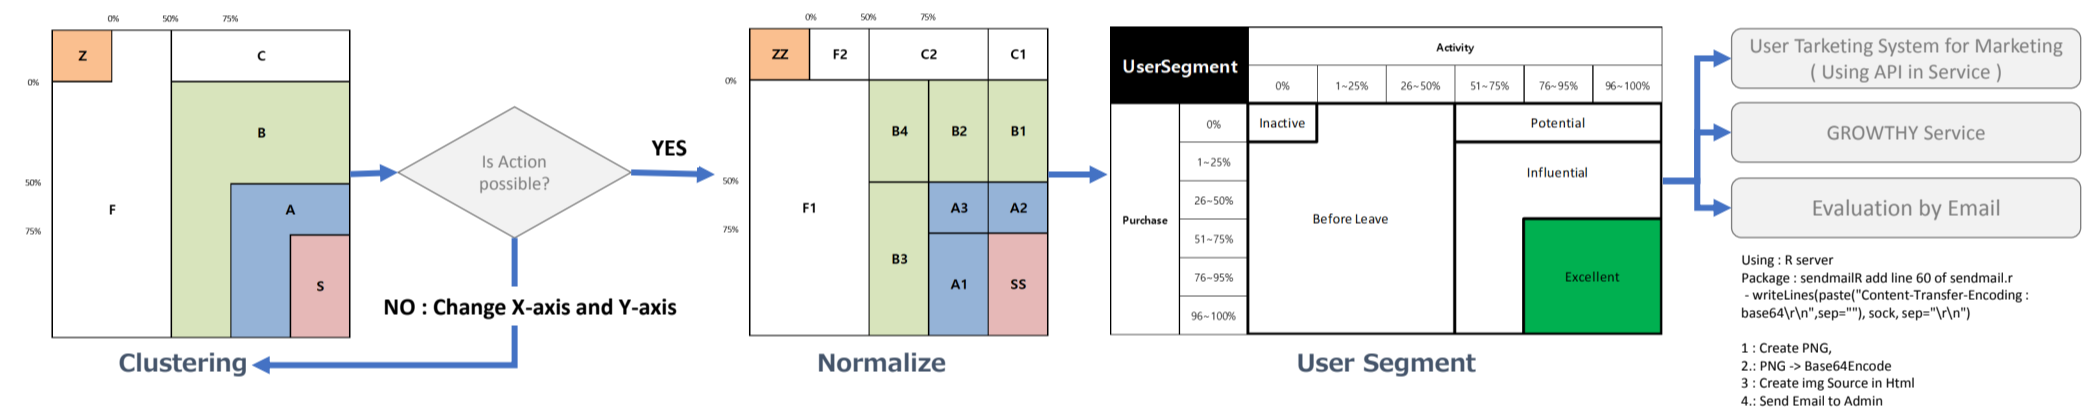 0%
50%
75%
Z
C
0%
B
50%
A
F
75%
S
Clustering
Is Action
possible?
YES
NO : Change X-axis and Y-axis
0%
50%
75%
ZZ
F2
C2
C1
0%
B4
B2
B1
50%
F1
A3
A2
75%
B3
A1
SS
Normalize
UserSegment
Activity
0%
1~25%
26~50%
51~75%
76~95%
96~100%
Purchase
0%
1~25%
26~50%
51~75%
76~95%
96~100%
Inactive
Potential
Influential
Before Leave
Excellent
User Segment
User Tarketing System for Marketing
( Using API in Service )
GROWTHY Service
Evaluation by Email
Using : R server
Package : sendmailR add line 60 of sendmail.r
- writeLines(paste("Content-Transfer-Encoding :
base64\r\n",sep=""), sock, sep="\r\n")
1 : Create PNG,
2.: PNG -> Base64Encode
3 : Create img Source in Html
4.: Send Email to Admin